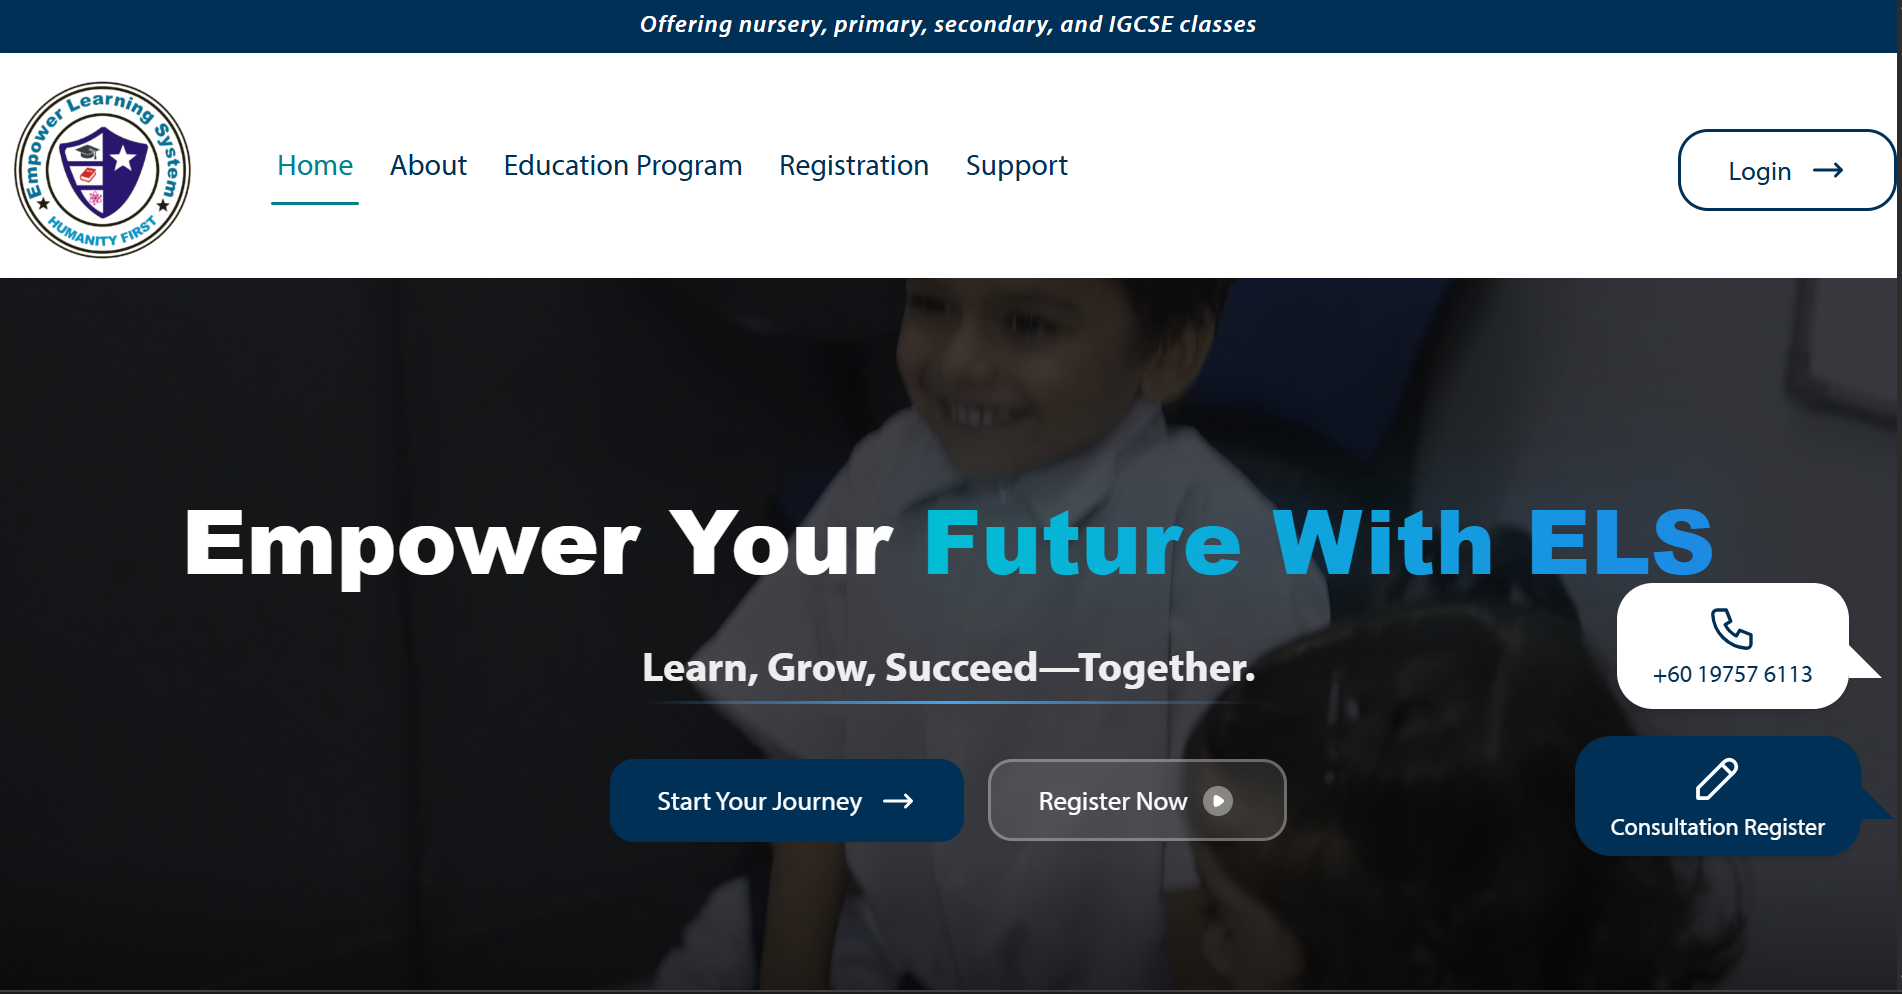 Offering nursery, primary, secondary, and IGCSE classes
Empower Learning System
HUMANITY FIRST
Home About Education Program Registration Support
Login
Empower Your Future With ELS
+60 19757 6113
Learn, Grow, Succeed—Together.
Start Your Journey
Register Now
Consultation Register